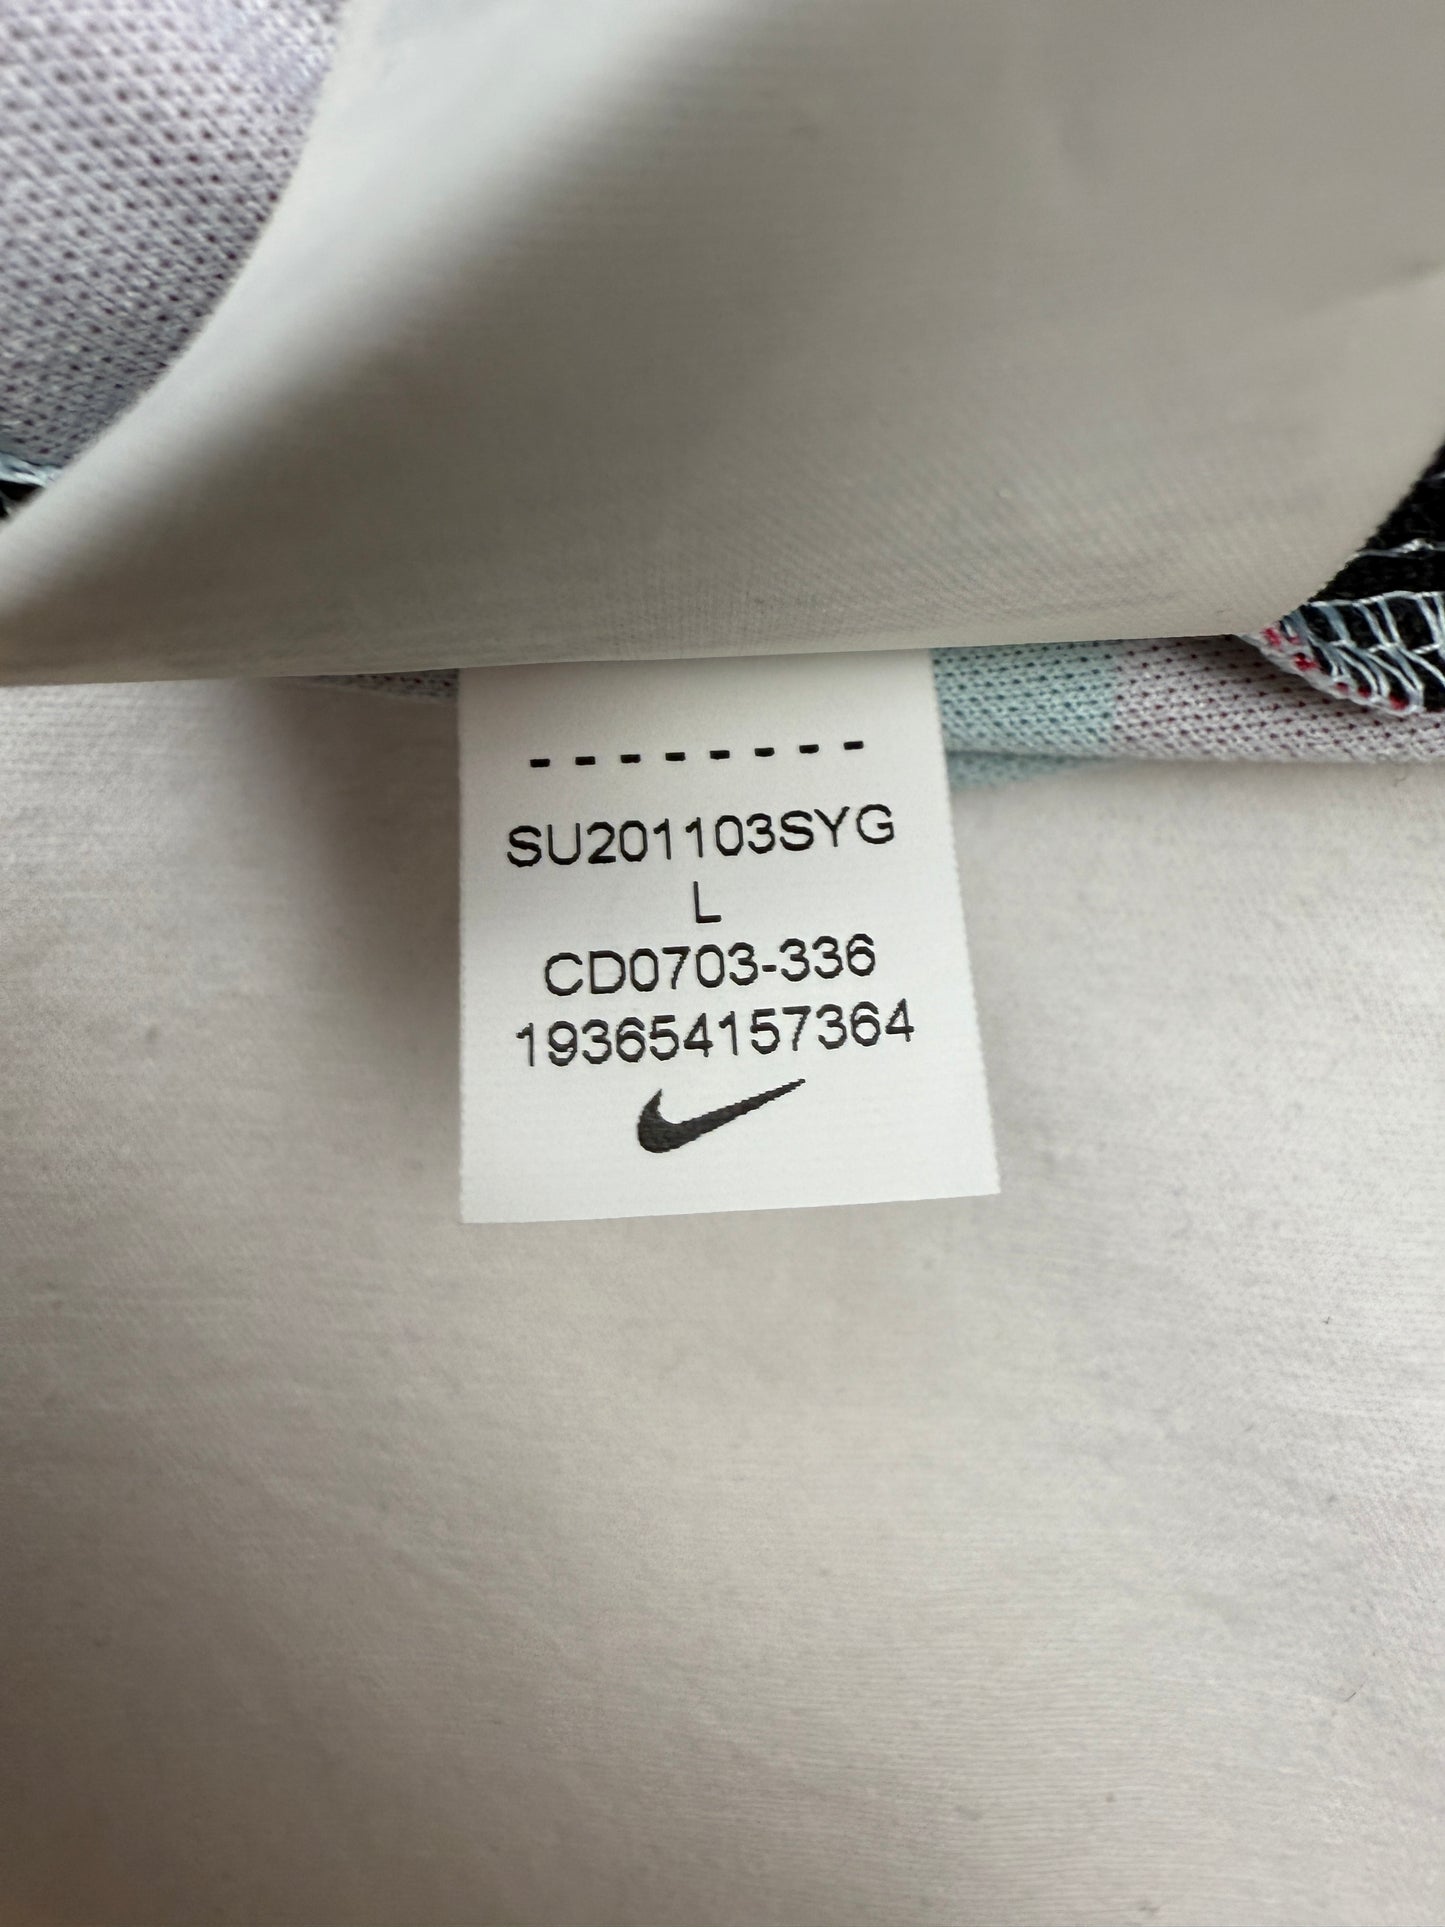 --------
SU201103SYG
L
CD0703-336
193654157364